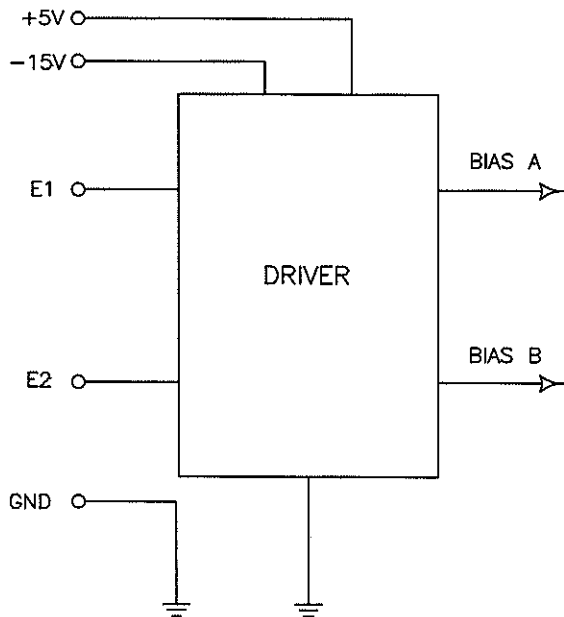 +5V
-15V
E1
BIAS A
DRIVER
E2
BIAS B
GND